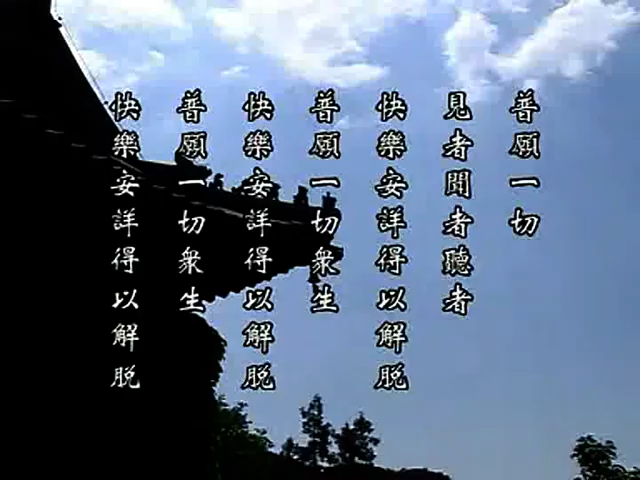 普願一切
見者聞者聽者
快樂安詳得以解脫
普願一切衆生
快樂安詳得以解脫
普願一切衆生
快樂安詳得以解脫